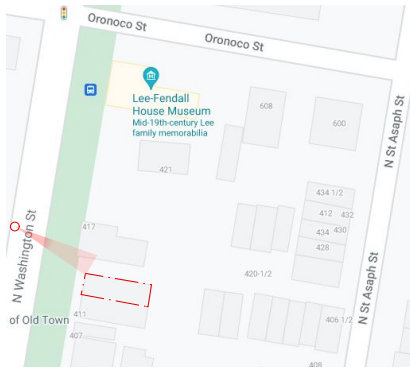 Oronoco St
Oronoco St
Lee-Fendall
House Museum
Mid-19th-century Lee
family memorabilia
608
600
N St Asaph St
421
434 1/2
412 432
434 430
428
417
N Washington St
420-1/2
N St Asaph St
406 1/2
411
of Old Town
407
408